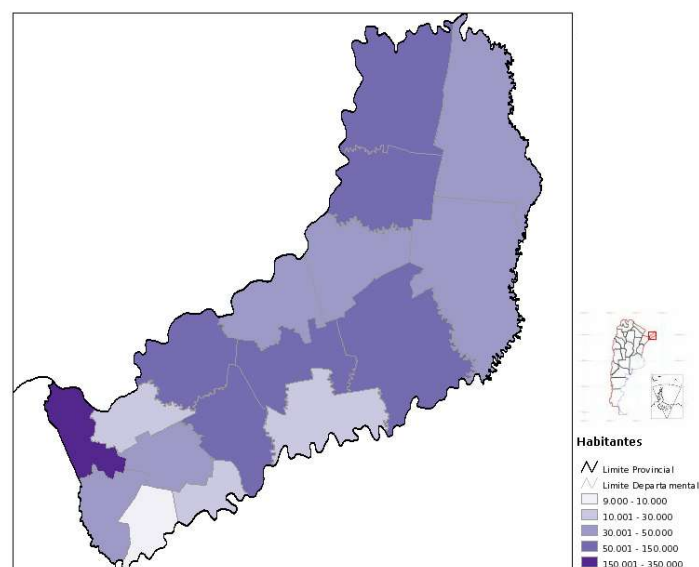 Habitantes
Limite Provincial
Limite Departamental
9.000 - 10.000
10.001 - 30.000
30.001 - 50.000
50.001 - 150.000
150.001 - 350.000